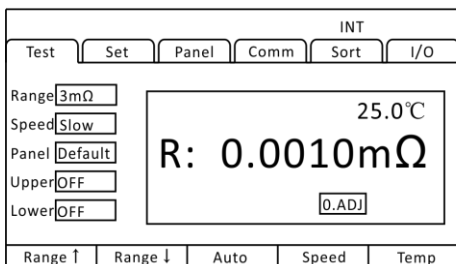 INT
Test Set Panel Comm Sort I/O
Range 3mΩ
Speed Slow
Panel Default
Upper OFF
Lower OFF
25.0℃
R: 0.0010mΩ
0.ADJ
Range↑ Range↓ Auto Speed Temp